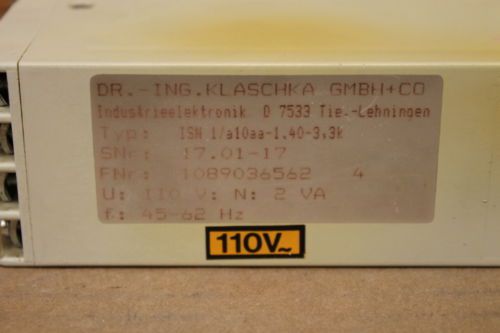 DR.-ING.KLASCHKA GMBH+CO
Industrieelektronik D 7533 Tie.-Lehningen
Typ: ISN 1/a10aa-1.40-3,3k
SNr: 17.01-17
FNr: 1089036562 4
U: 110 V: N: 2 VA
f: 45-62 Hz
110V~